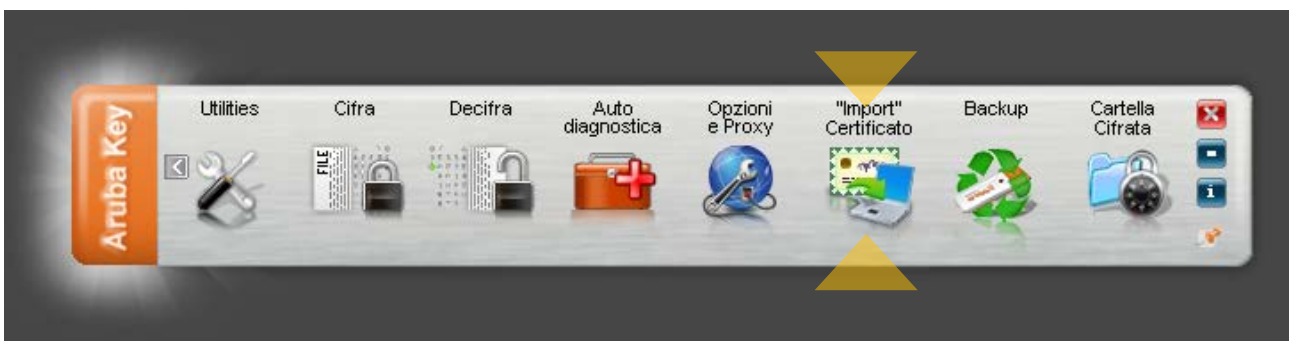 Aruba Key
Utilities
Cifra
Decifra
Auto
diagnostica
Opzioni
e Proxy
"Import"
Certificato
Backup
Cartella
Cifrata
FILE
i